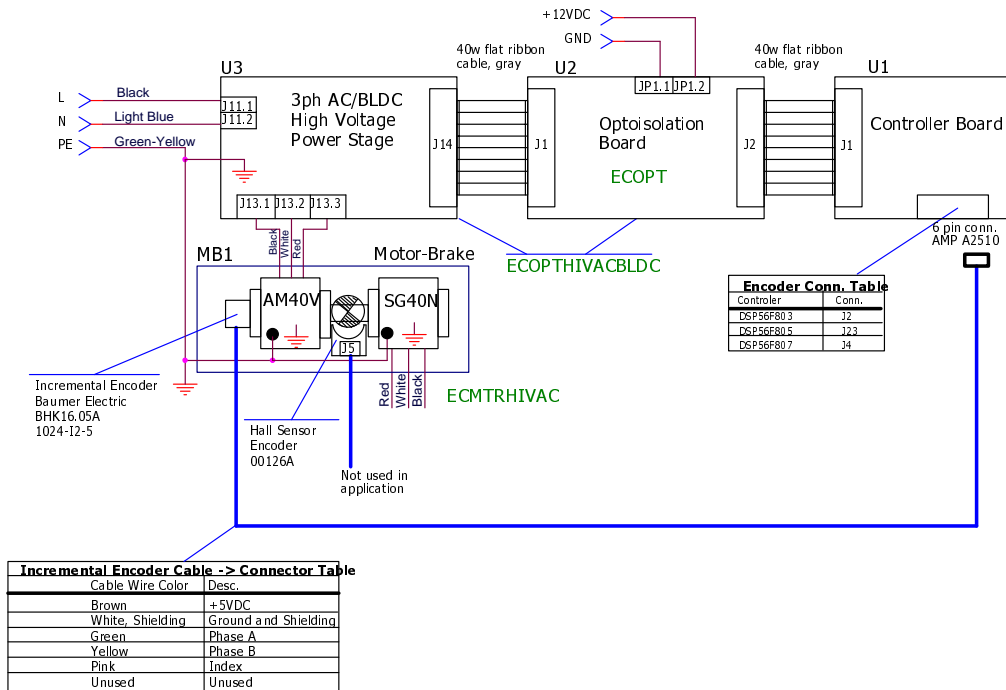 +12VDC
GND
40w flat ribbon
cable, gray
40w flat ribbon
cable, gray
U3
U2
U1
L
Black
N
Light Blue
PE
Green-Yellow
J11.1
J11.2
3ph AC/BLDC
High Voltage
Power Stage
J14
J1
JP1.1
JP1.2
Optoisolation
Board
ECOPT
J2
J1
Controller Board
J13.1
J13.2
J13.3
Black
White
Red
6 pin conn.
AMP A2510
MB1
Motor-Brake
ECOPTHIVACBLDC
AM40V
SG40N
J5
Red
White
Black
ECMTRHIVAC
Encoder Conn. Table
Controler Conn.
DSP56F803 J2
DSP56F805 J23
DSP56F807 J4
Incremental Encoder
Baumer Electric
BHK16.05A
1024-I2-5
Hall Sensor
Encoder
00126A
Not used in
application
Incremental Encoder Cable -> Connector Table
Cable Wire Color Desc.
Brown +5VDC
White, Shielding Ground and Shielding
Green Phase A
Yellow Phase B
Pink Index
Unused Unused